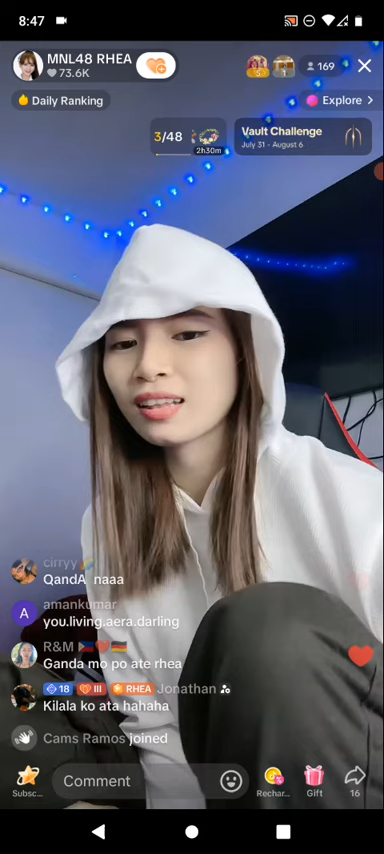 8:47
MNL48 RHEA
73.6K
5
1
169
Daily Ranking
Explore
3/48
2h30m
Vault Challenge
July 31 - August 6
cirryy
QandA naaa
A
amankumar
you.living.aera.darling
R&M
Ganda mo po ate rhea
18 III RHEA Jonathan
Kilala ko ata hahaha
Cams Ramos joined
Subsc...
Comment
Rechar...
Gift
16